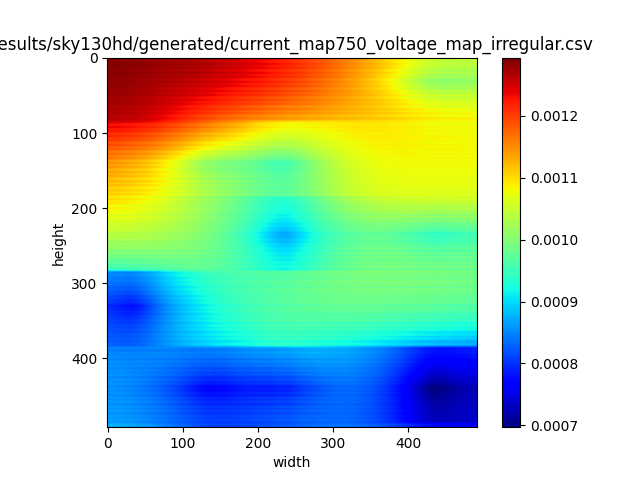 esults/sky130hd/generated/current_map750_voltage_map_irregular.csv
0
100
200
300
400
height
0 100 200 300 400
width
0.0012
0.0011
0.0010
0.0009
0.0008
0.0007